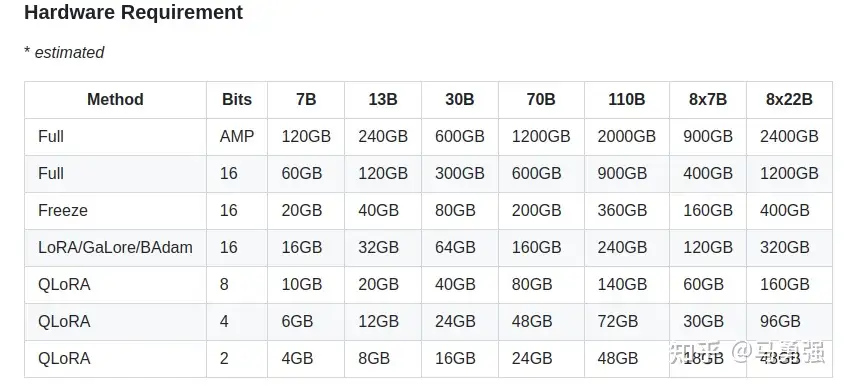 Hardware Requirement
* estimated
Method Bits 7B 13B 30B 70B 110B 8x7B 8x22B
Full AMP 120GB 240GB 600GB 1200GB 2000GB 900GB 2400GB
Full 16 60GB 120GB 300GB 600GB 900GB 400GB 1200GB
Freeze 16 20GB 40GB 80GB 200GB 360GB 160GB 400GB
LoRA/GaLore/BAdam 16 16GB 32GB 64GB 160GB 240GB 120GB 320GB
QLoRA 8 10GB 20GB 40GB 80GB 140GB 60GB 160GB
QLoRA 4 6GB 12GB 24GB 48GB 72GB 30GB 96GB
QLoRA 2 4GB 8GB 16GB 24GB 48GB 18GB 48GB
知乎 @马勇强